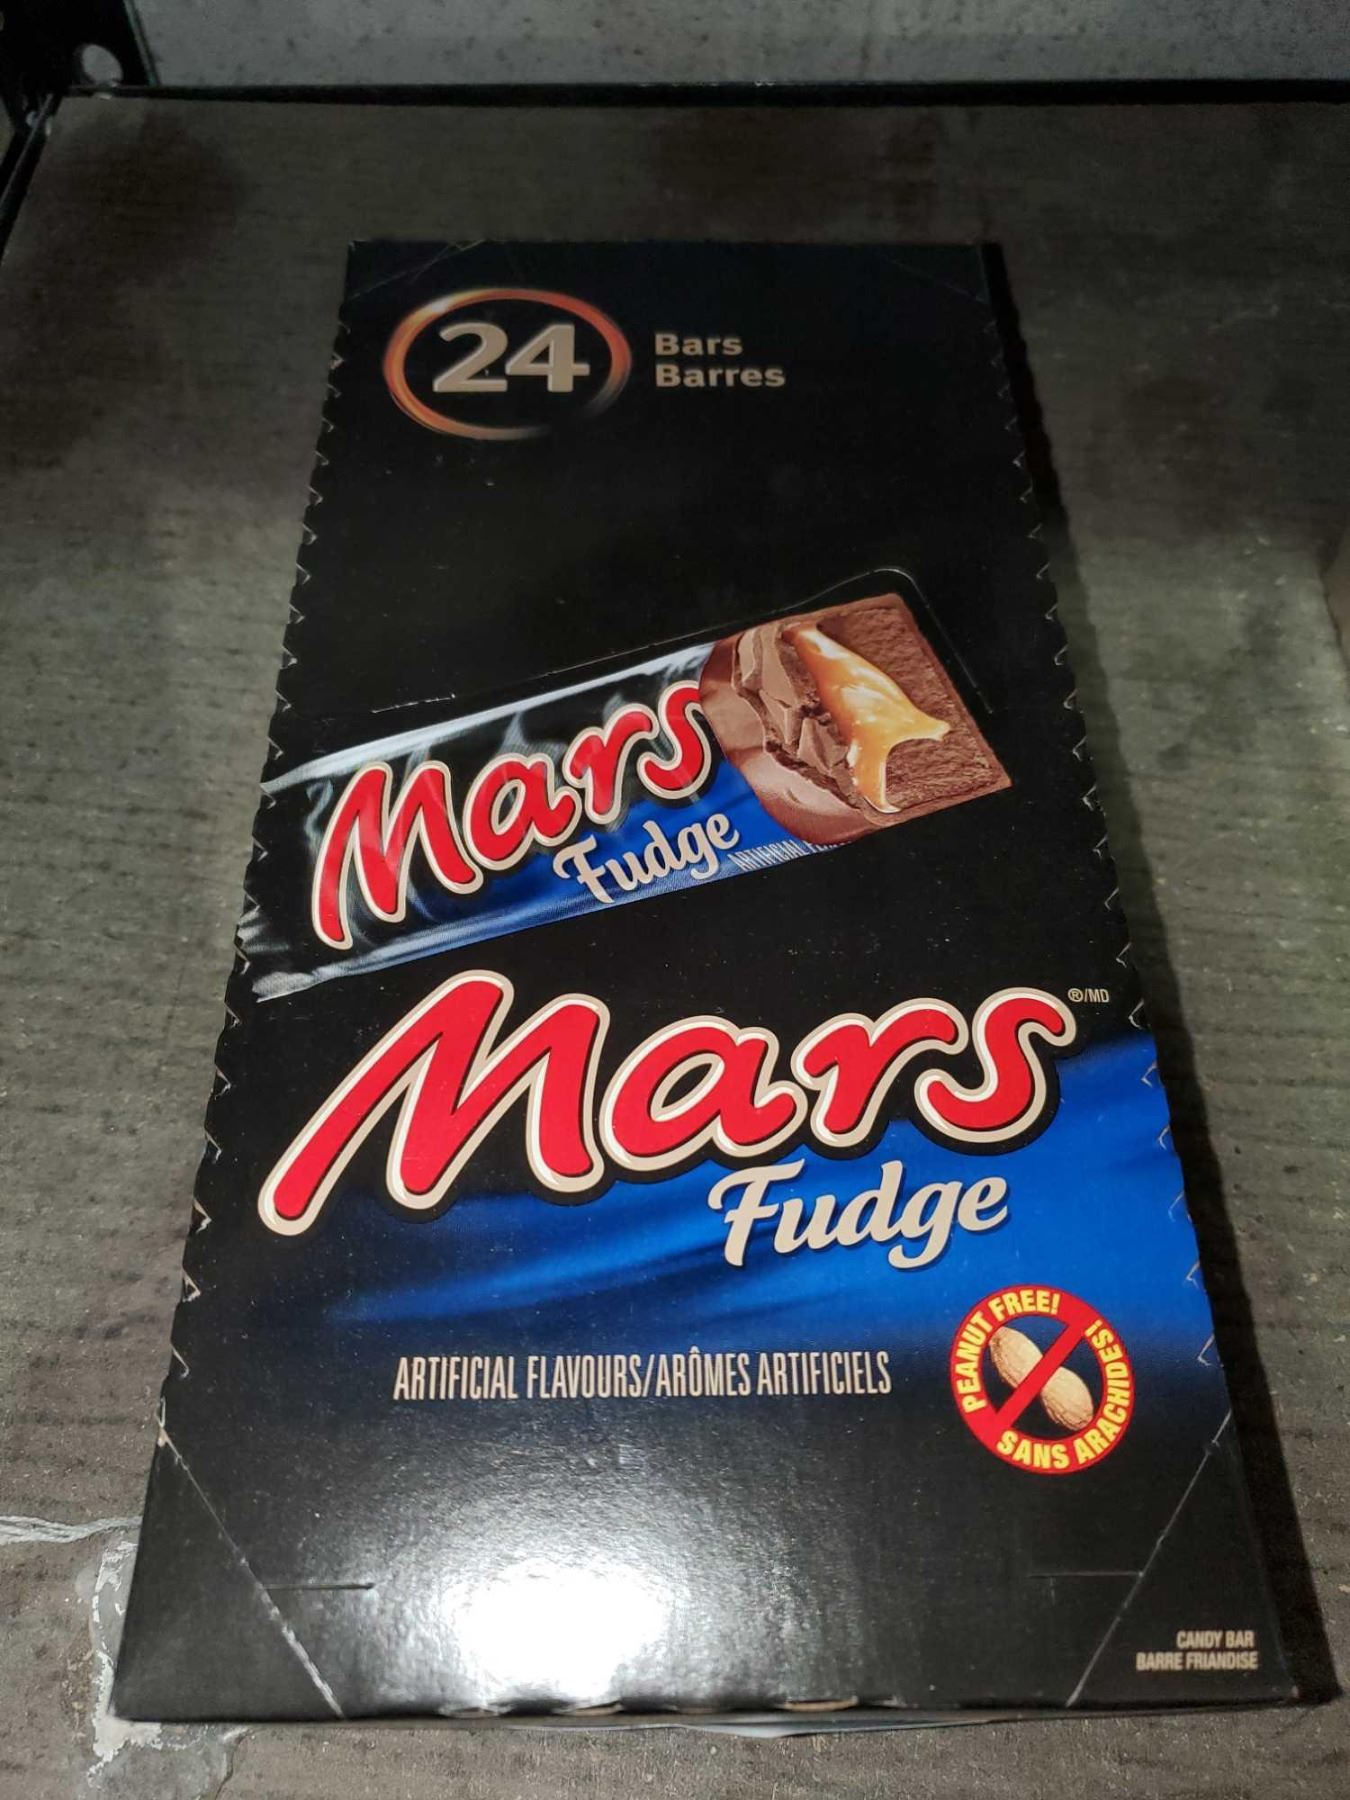 24
Bars
Barres
Mars
Fudge
Mars ®/MD
Fudge
ARTIFICIAL FLAVOURS/ARÔMES ARTIFICIELS
PEANUT FREE!
SANS ARACHIDES!
CANDY BAR
BARRE FRIANDISE